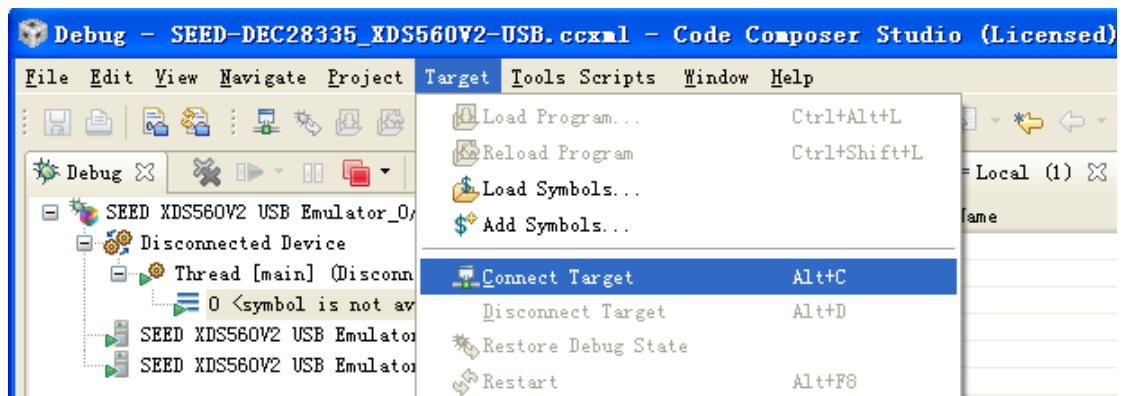 Debug - SEED-DEC28335_XDS560V2-USB.ccxml - Code Composer Studio (Licensed)
File Edit View Navigate Project Target Tools Scripts Window Help
Load Program... Ctrl+Alt+L
Reload Program Ctrl+Shift+L
Debug
Local (1)
Load Symbols...
SEED XDS560V2 USB Emulator_0/
Add Symbols...
Name
Disconnected Device
Thread [main] (Disconn
Connect Target Alt+C
0 <symbol is not av
Disconnect Target Alt+D
SEED XDS560V2 USB Emulator
Restore Debug State
SEED XDS560V2 USB Emulator
Restart Alt+F8